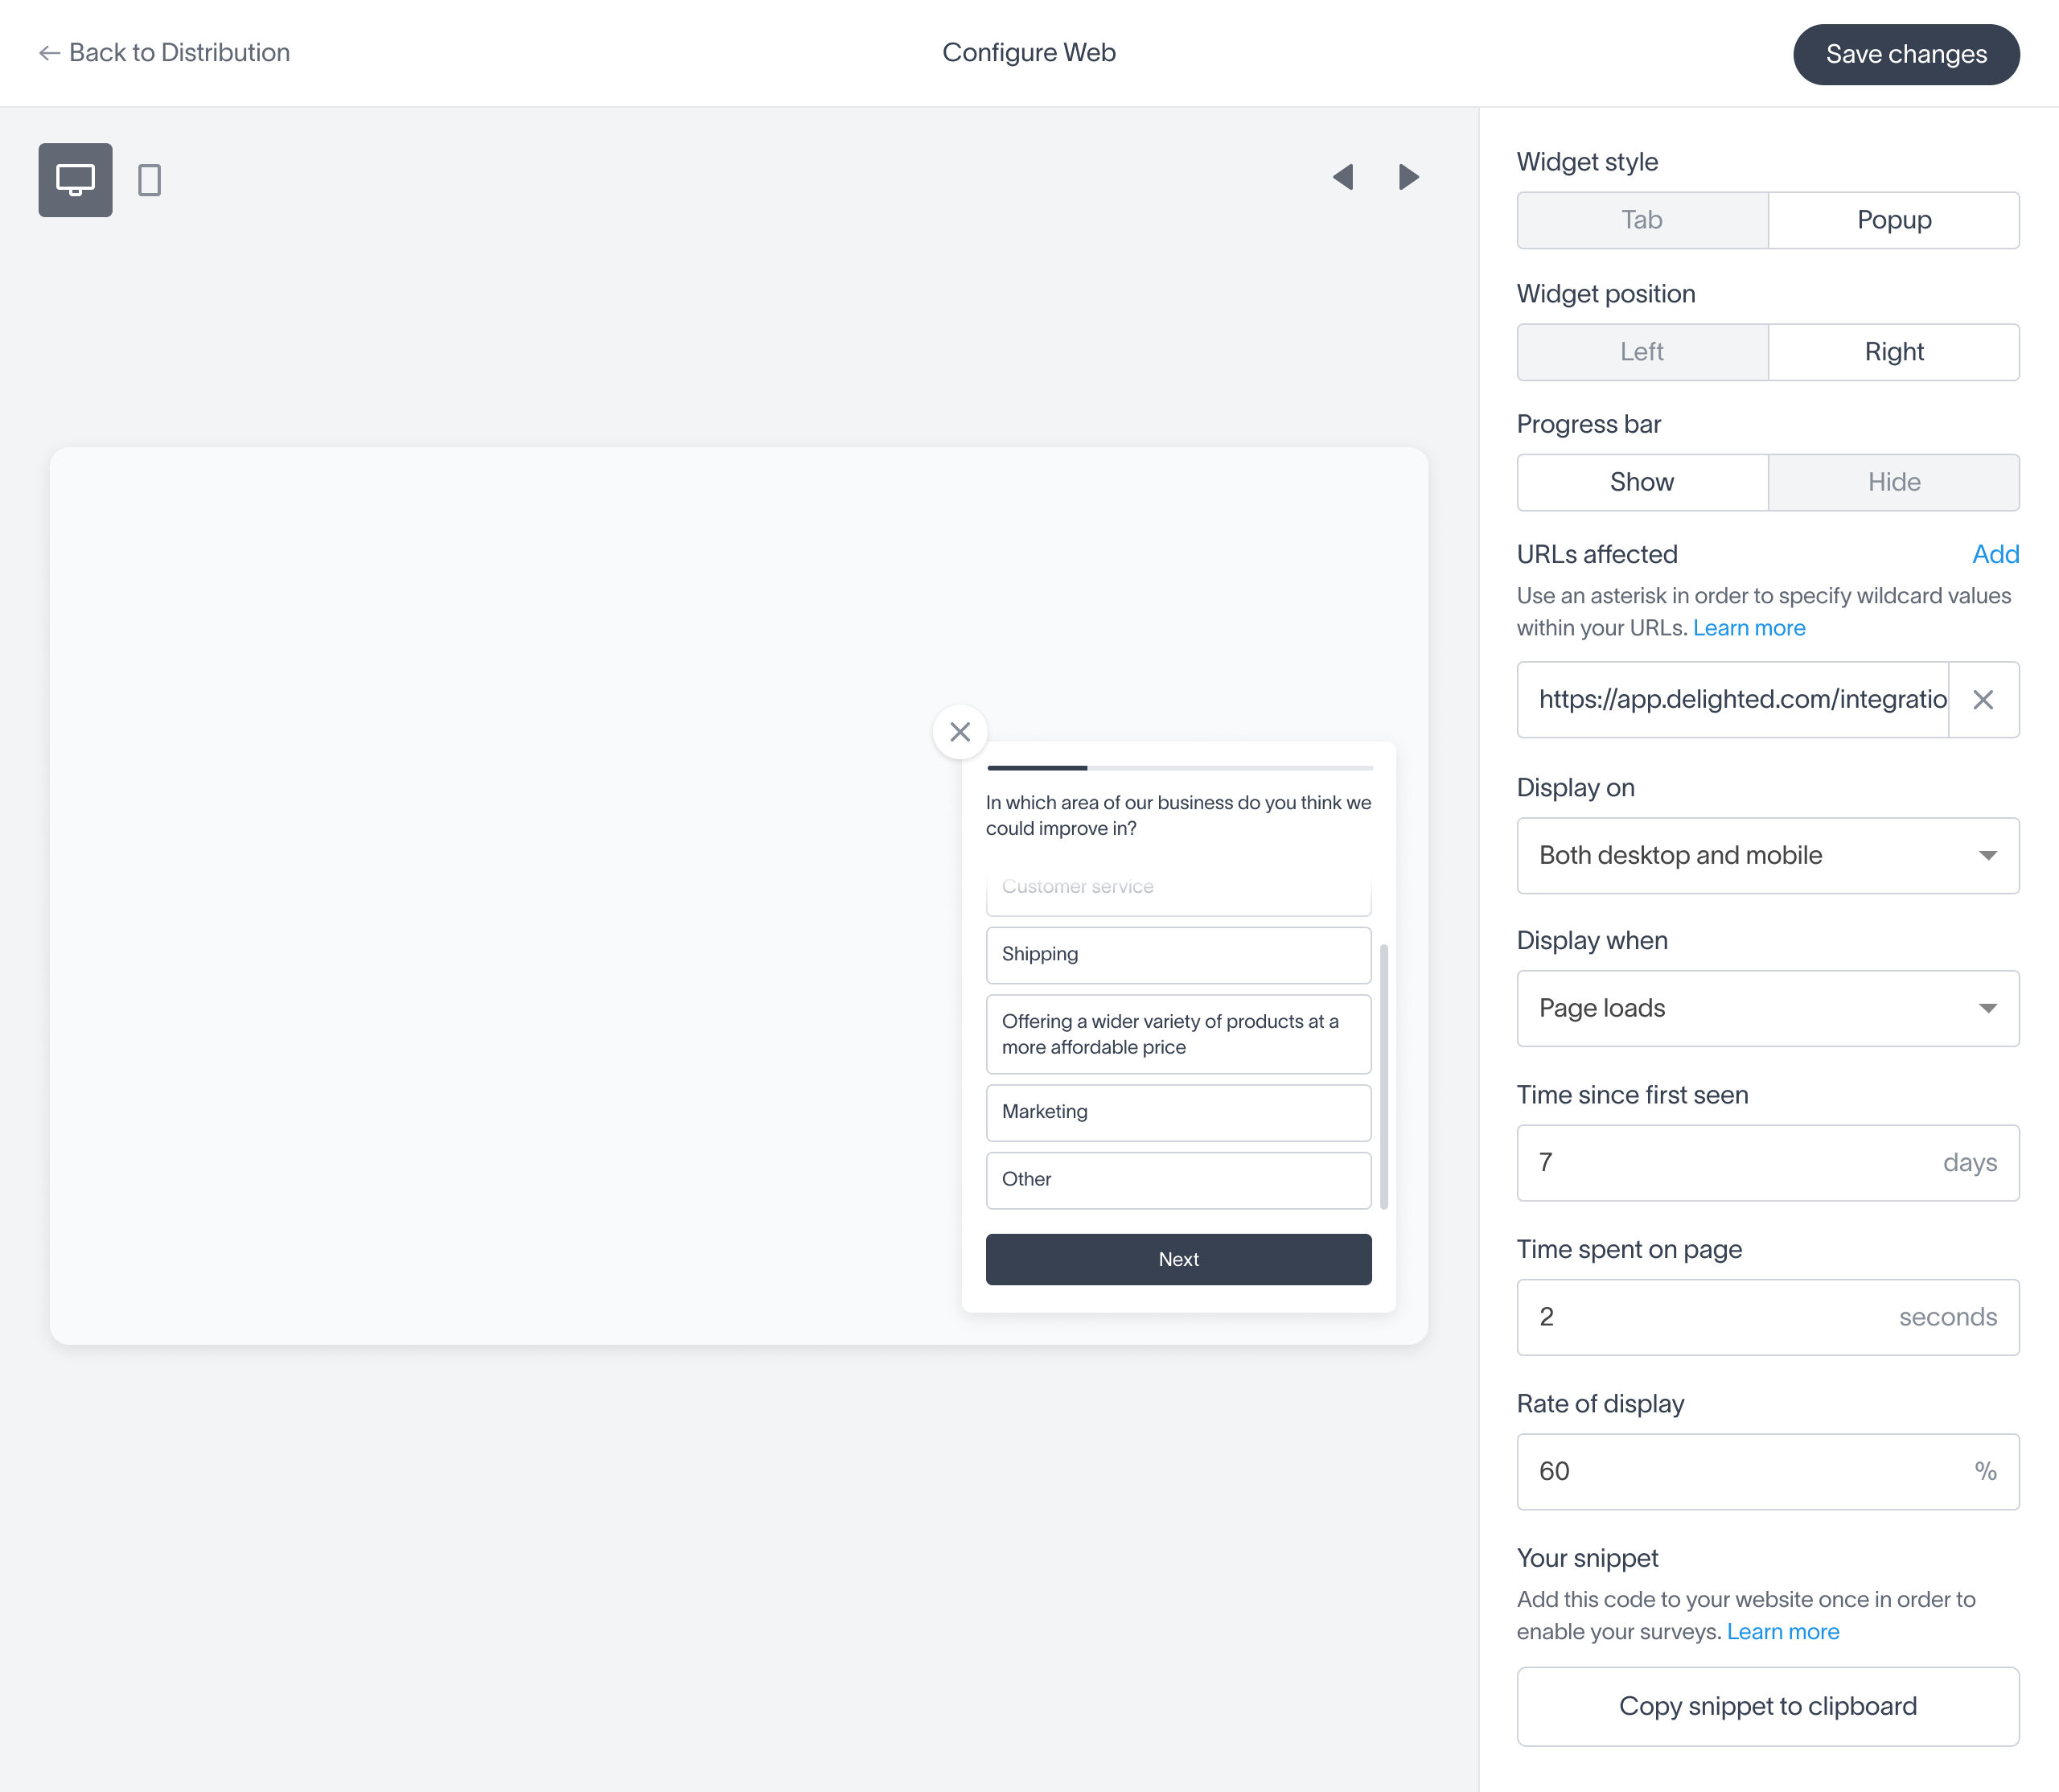 Back to Distribution
Configure Web
Save changes
In which area of our business do you think we
could improve in?
Customer service
Shipping
Offering a wider variety of products at a
more affordable price
Marketing
Other
Next
Widget style
Tab
Popup
Widget position
Left
Right
Progress bar
Show
Hide
URLs affected
Add
Use an asterisk in order to specify wildcard values
within your URLs. Learn more
https://app.delighted.com/integratio
Display on
Both desktop and mobile
Display when
Page loads
Time since first seen
7 days
Time spent on page
2 seconds
Rate of display
60 %
Your snippet
Add this code to your website once in order to
enable your surveys. Learn more
Copy snippet to clipboard